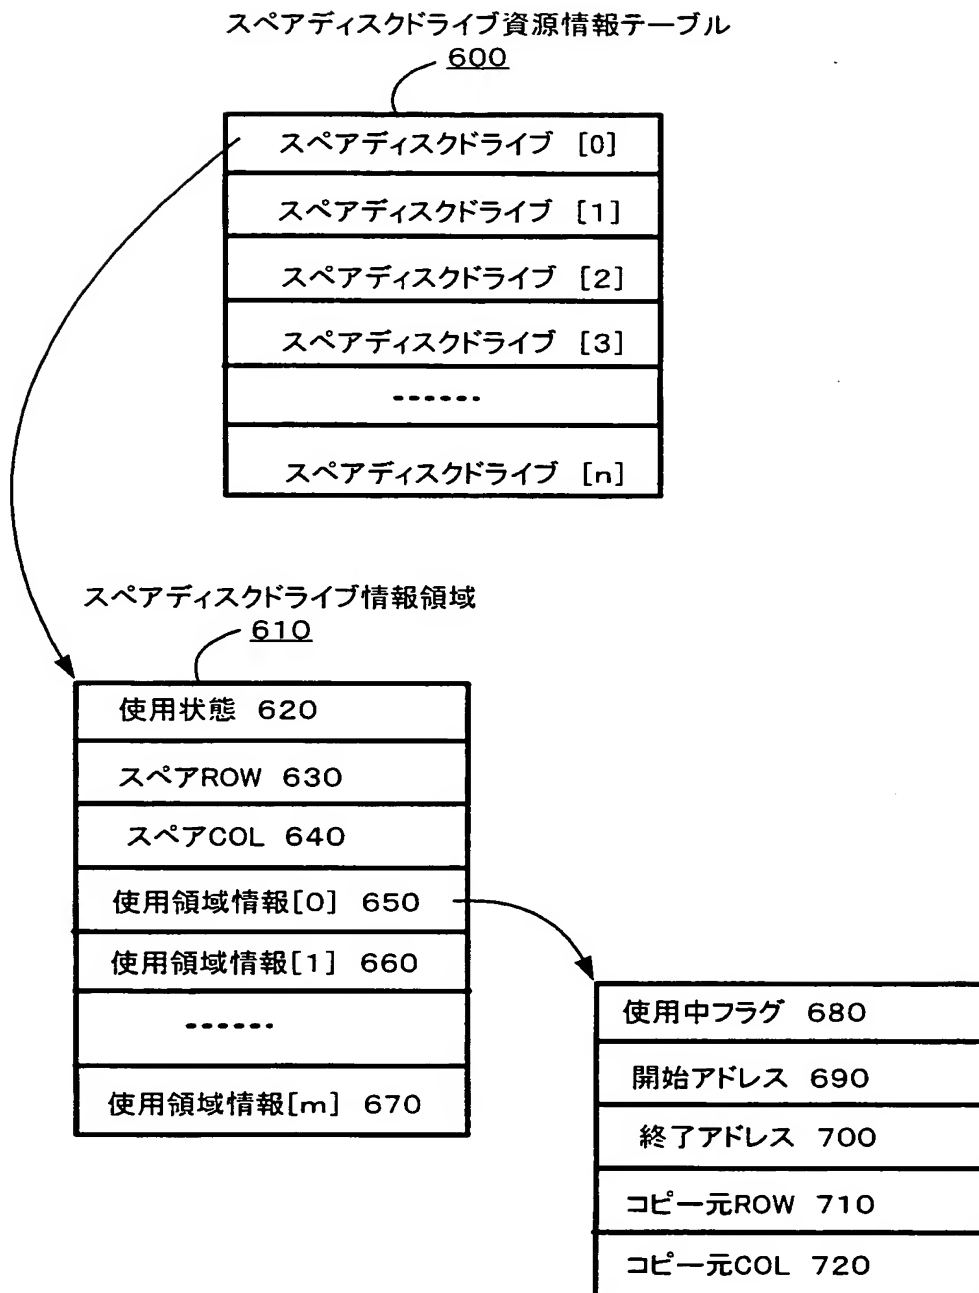 スペアディスクドライブ資源情報テーブル
600
スペアディスクドライブ [0]
スペアディスクドライブ [1]
スペアディスクドライブ [2]
スペアディスクドライブ [3]
······
スペアディスクドライブ [n]
スペアディスクドライブ情報領域
610
使用状態 620
スペアROW 630
スペアCOL 640
使用領域情報[0] 650
使用領域情報[1] 660
······
使用領域情報[m] 670
使用中フラグ 680
開始アドレス 690
終了アドレス 700
コピー元ROW 710
コピー元COL 720